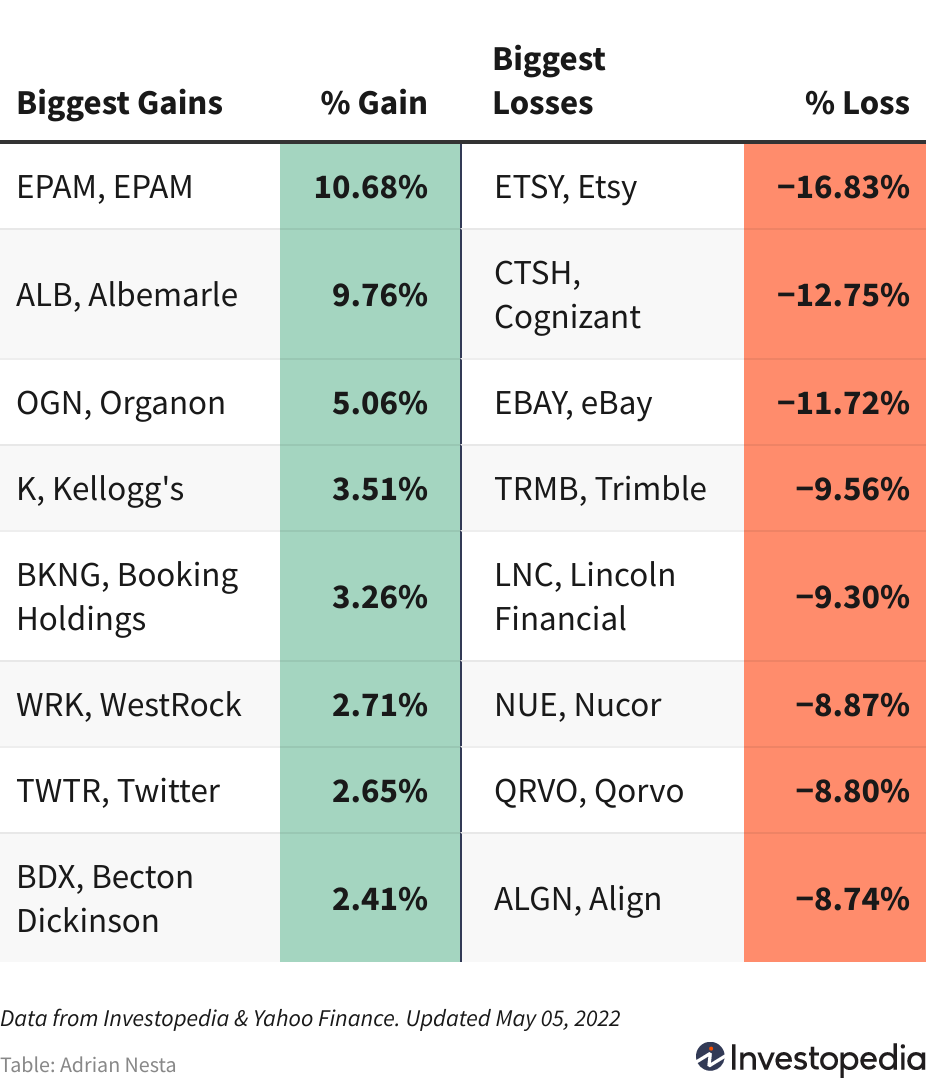 Biggest Gains % Gain Biggest Losses % Loss
EPAM, EPAM 10.68% ETSY, Etsy −16.83%
ALB, Albemarle 9.76% CTSH, Cognizant −12.75%
OGN, Organon 5.06% EBAY, eBay −11.72%
K, Kellogg's 3.51% TRMB, Trimble −9.56%
BKNG, Booking Holdings 3.26% LNC, Lincoln Financial −9.30%
WRK, WestRock 2.71% NUE, Nucor −8.87%
TWTR, Twitter 2.65% QRVO, Qorvo −8.80%
BDX, Becton Dickinson 2.41% ALGN, Align −8.74%
Data from Investopedia & Yahoo Finance. Updated May 05, 2022
Table: Adrian Nesta
Investopedia